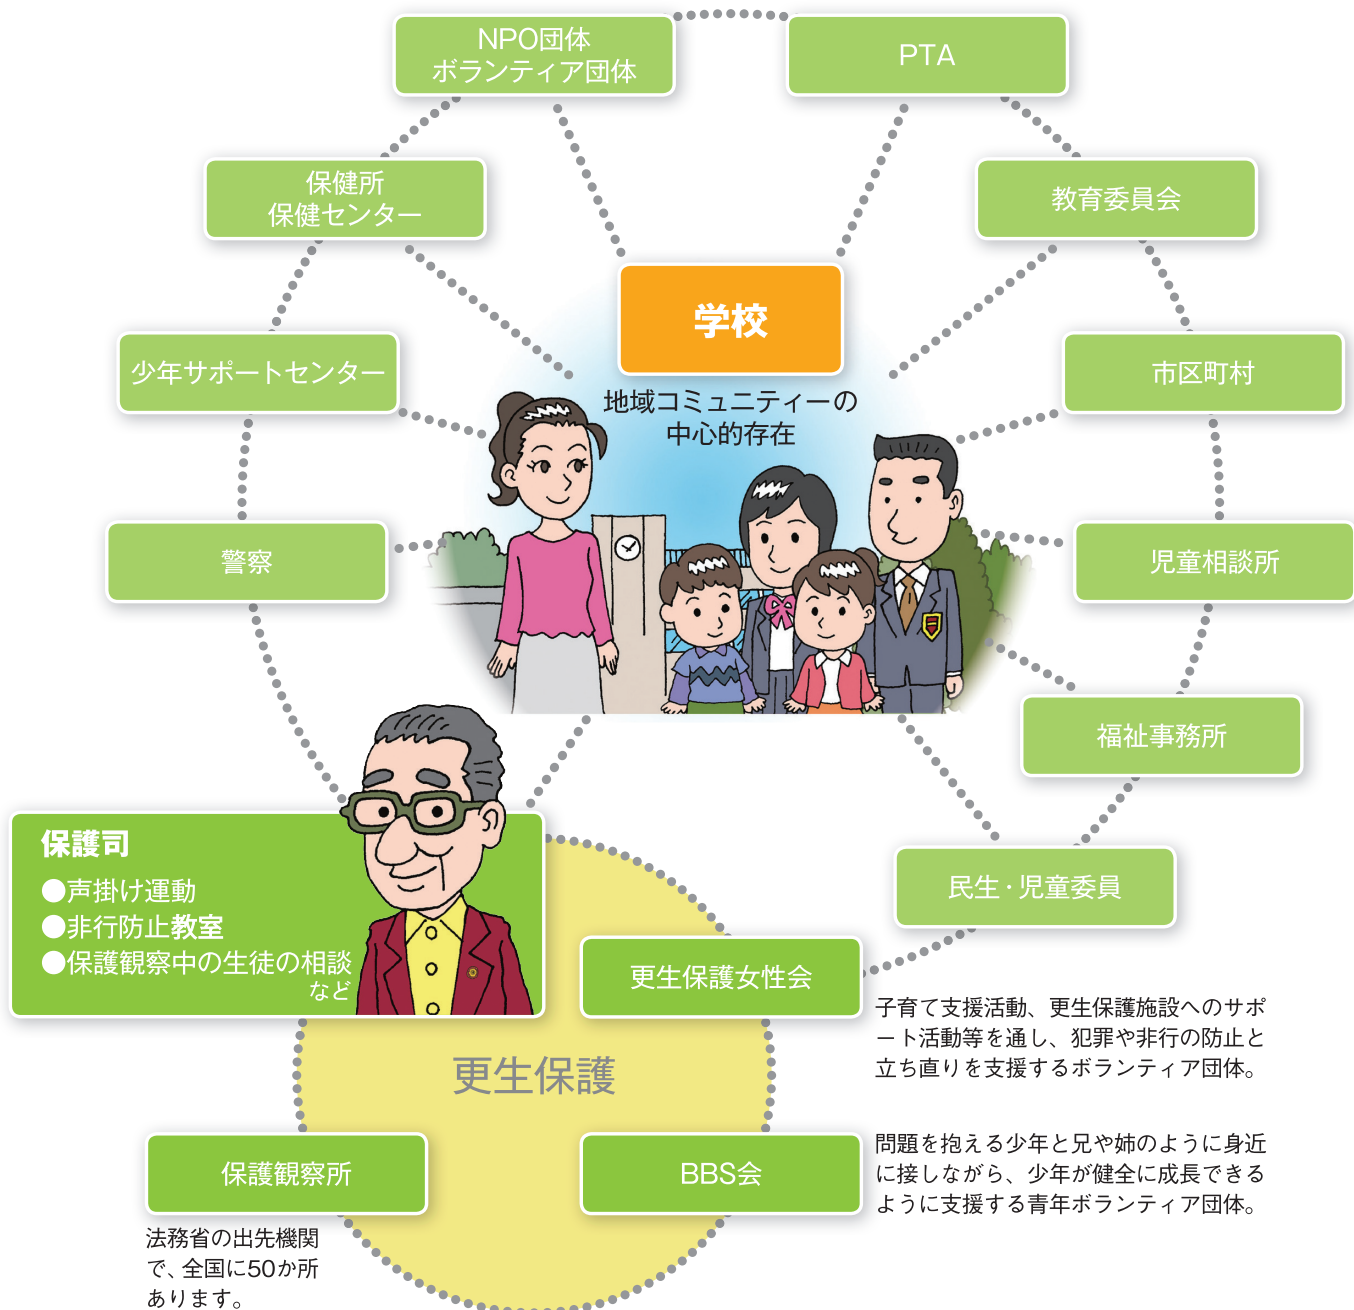 NPO団体
ボランティア団体
PTA
保健所
保健センター
教育委員会
学校
少年サポートセンター
市区町村
地域コミュニティーの
中心的存在
警察
児童相談所
福祉事務所
保護司
●声掛け運動
●非行防止教室
●保護観察中の生徒の相談
など
民生・児童委員
更生保護女性会
子育て支援活動、更生保護施設へのサポ
ート活動等を通し、犯罪や非行の防止と
立ち直りを支援するボランティア団体。
更生保護
保護観察所
BBS会
問題を抱える少年と兄や姉のように身近
に接しながら、少年が健全に成長できる
ように支援する青年ボランティア団体。
法務省の出先機関
で、全国に50か所
あります。